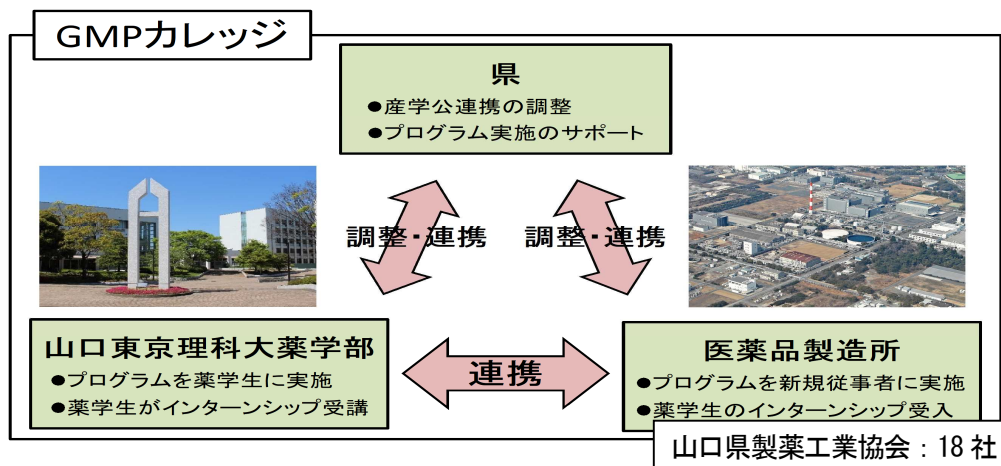 GMPカレッジ
県
●産学公連携の調整
●プログラム実施のサポート
調整・連携
調整・連携
山口東京理科大薬学部
●プログラムを薬学生に実施
●薬学生がインターンシップ受講
連携
医薬品製造所
●プログラムを新規従事者に実施
●薬学生のインターンシップ受入
山口県製薬工業協会：18社